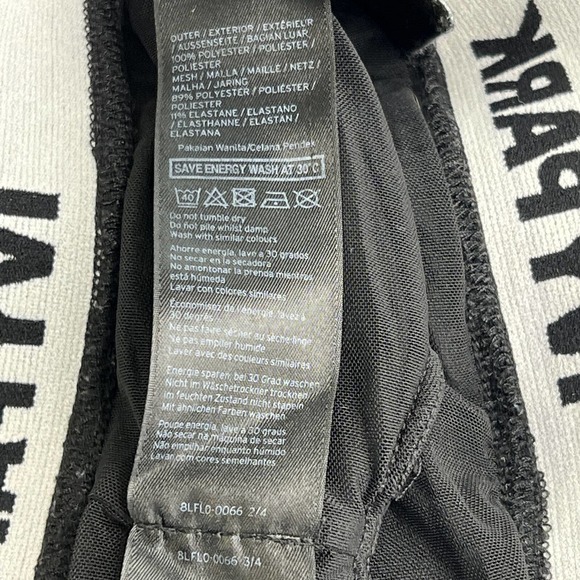 OUTER / EXTERIOR / EXTÉRIEUR
/ AUSSENSEITE / BAGIAN LUAR
100% POLYESTER / POLIÉSTER /
POLIESTER
MESH / MALLA / MAILLE / NETZ /
MALHA / JARING
89% POLYESTER / POLIÉSTER /
POLIESTER
11% ELASTANE / ELASTANO
/ ÉLASTHANNE / ELASTAN /
ELASTANA
Pakaian Wanita/Celana Pendek
SAVE ENERGY WASH AT 30°C
40
Do not tumble dry
Do not pile whilst damp
Wash with similar colours
Ahorre energía, lave a 30 grados
No secar en la secadora
No amontonar la prenda mientras
está húmeda
Lavar con colores similares
Économisez de l'énergie, lavez à
30 degrés
Ne pas faire sécher au sèche-linge
Ne pas empiler humide
Laver avec des couleurs similaires
Energie sparen, bei 30 Grad waschen
Nicht im Wäschetrockner trocknen
Im feuchten Zustand nicht stapeln
Mit ähnlichen Farben waschen
Poupe energia, lave a 30 graus
Não secar na máquina de secar
Não empilhar enquanto húmido
Lavar com cores semelhantes
8LFL0-0066 2/4
8LFL0-0066 3/4
PARK